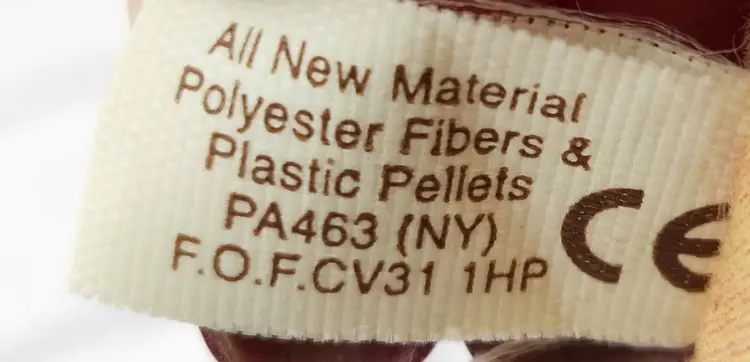 All New Material
Polyester Fibers &
Plastic Pellets
PA463 (NY)
F.O.F.CV31 1HP
CE